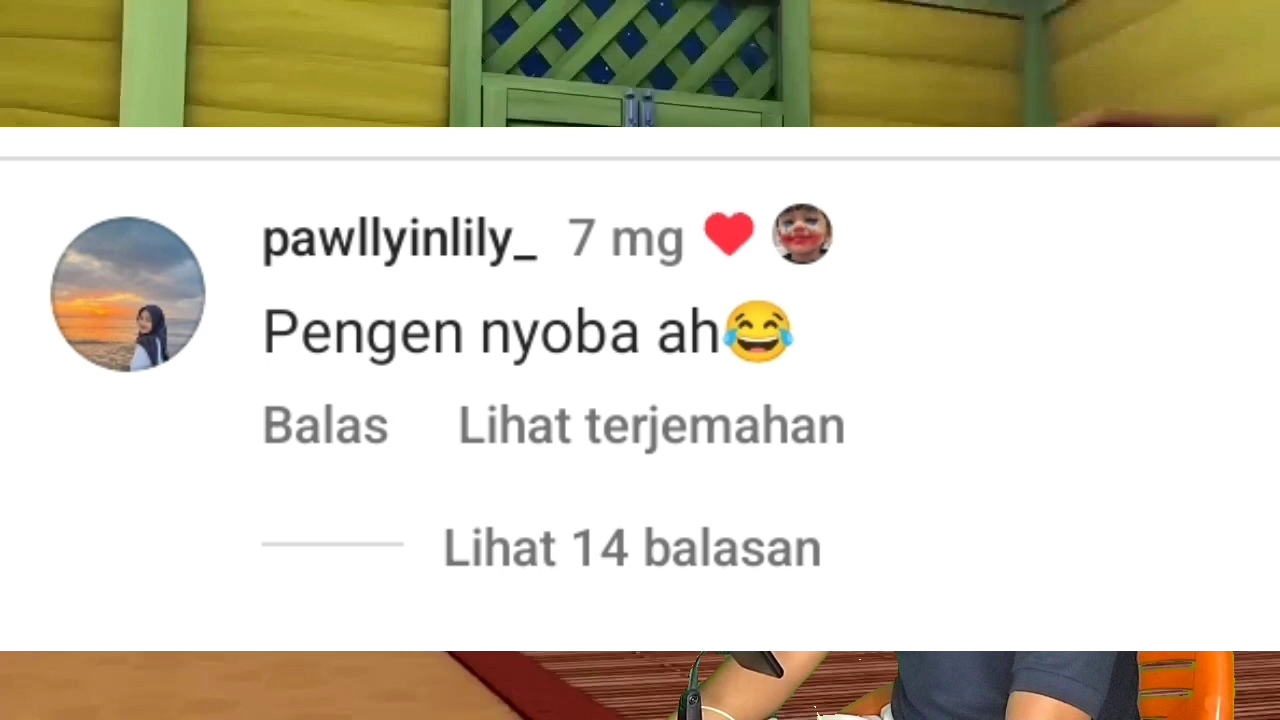 pawllyinlily_ 7 mg
Pengen nyoba ah😂
Balas Lihat terjemahan
Lihat 14 balasan